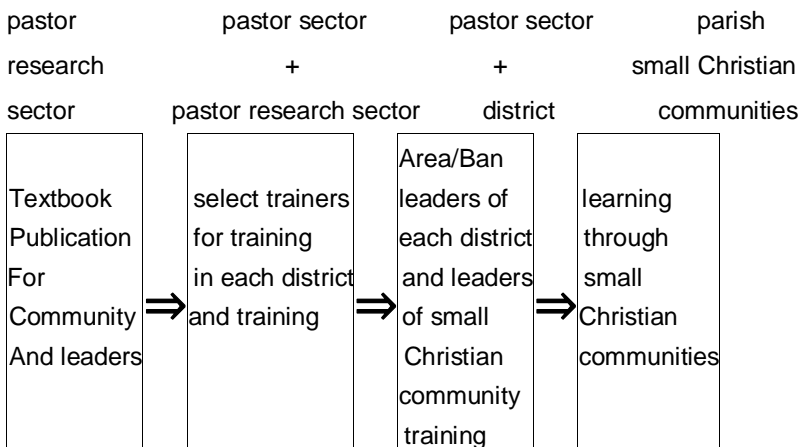 pastor pastor sector pastor sector parish
research + + small Christian
sector pastor research sector district communities
Textbook
Publication
For
Community
And leaders
⇒
select trainers
for training
in each district
and training
⇒
Area/Ban
leaders of
each district
and leaders
of small
Christian
community
training
⇒
learning
through
small
Christian
communities